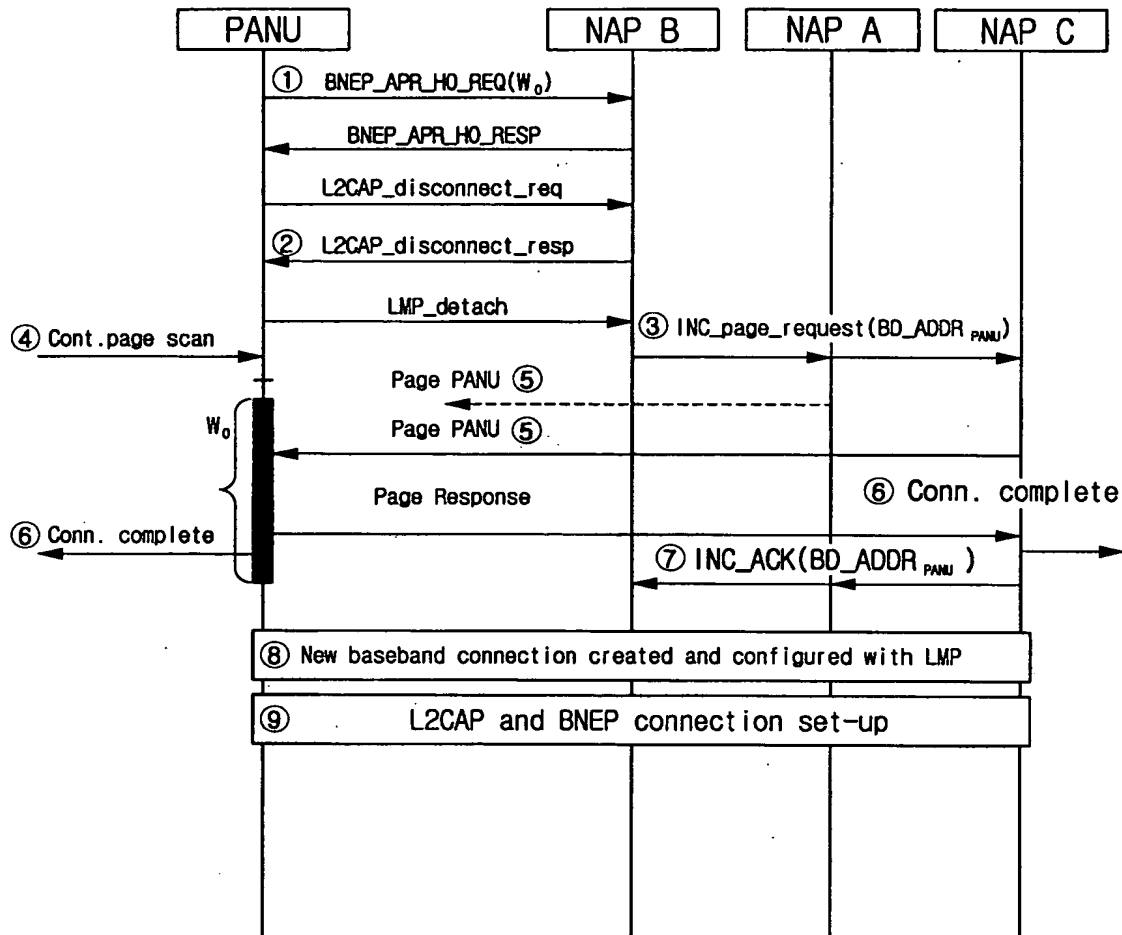 PANU NAP B NAP A NAP C
① BNEP_APR_HO_REQ(W₀)
BNEP_APR_HO_RESP
L2CAP_disconnect_req
② L2CAP_disconnect_resp
LMP_detach
③ INC_page_request(BD_ADDR PANU)
④ Cont.page scan
Page PANU ⑤
W₀
Page PANU ⑤
Page Response
⑥ Conn. complete
⑥ Conn. complete
⑦ INC_ACK(BD_ADDR PANU )
⑧ New baseband connection created and configured with LMP
⑨ L2CAP and BNEP connection set-up